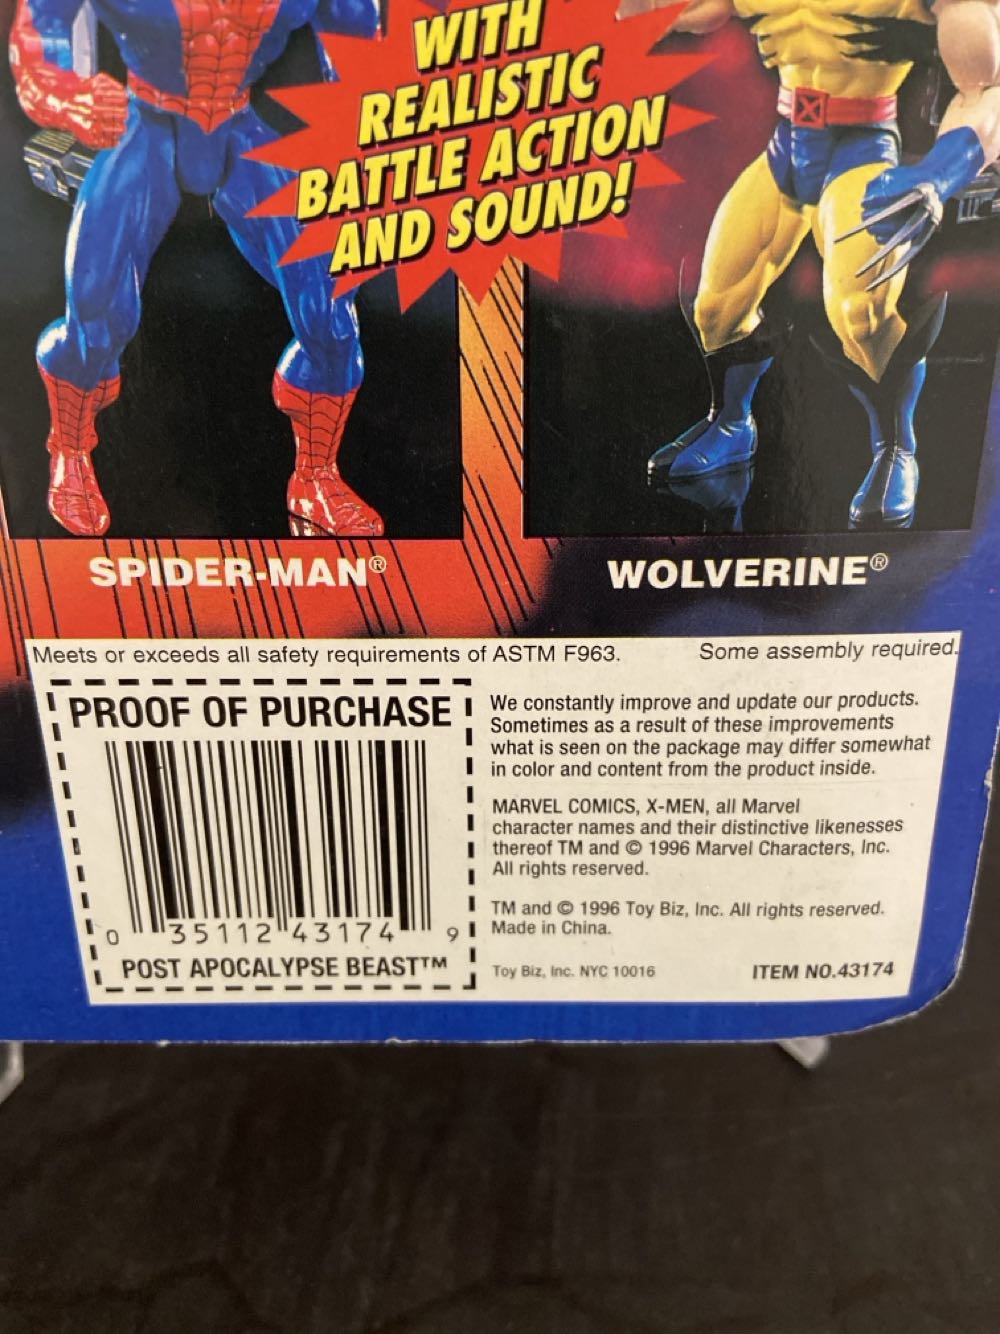 WITH
REALISTIC
BATTLE ACTION
AND SOUND!
X
SPIDER-MAN®
WOLVERINE®
Meets or exceeds all safety requirements of ASTM F963.
Some assembly required.
PROOF OF PURCHASE
0 35112 43174 9
POST APOCALYPSE BEAST™
We constantly improve and update our products.
Sometimes as a result of these improvements
what is seen on the package may differ somewhat
in color and content from the product inside.
MARVEL COMICS, X-MEN, all Marvel
character names and their distinctive likenesses
thereof TM and © 1996 Marvel Characters, Inc.
All rights reserved.
TM and © 1996 Toy Biz, Inc. All rights reserved.
Made in China.
Toy Biz, Inc. NYC 10016
ITEM NO.43174